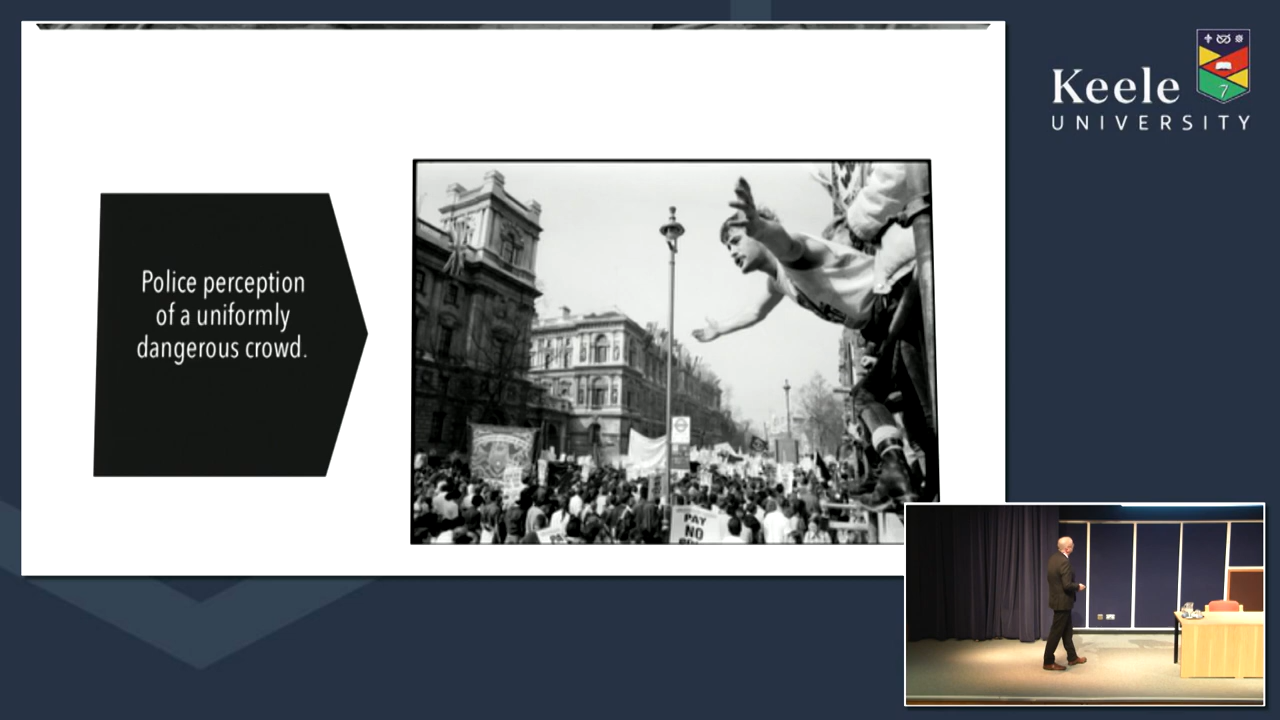 Keele
UNIVERSITY
Police perception
of a uniformly
dangerous crowd.
PAY
NO